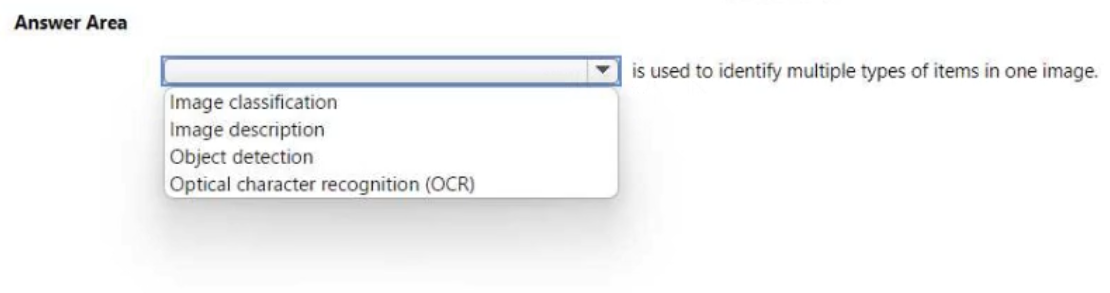 Answer Area
is used to identify multiple types of items in one image.
Image classification
Image description
Object detection
Optical character recognition (OCR)